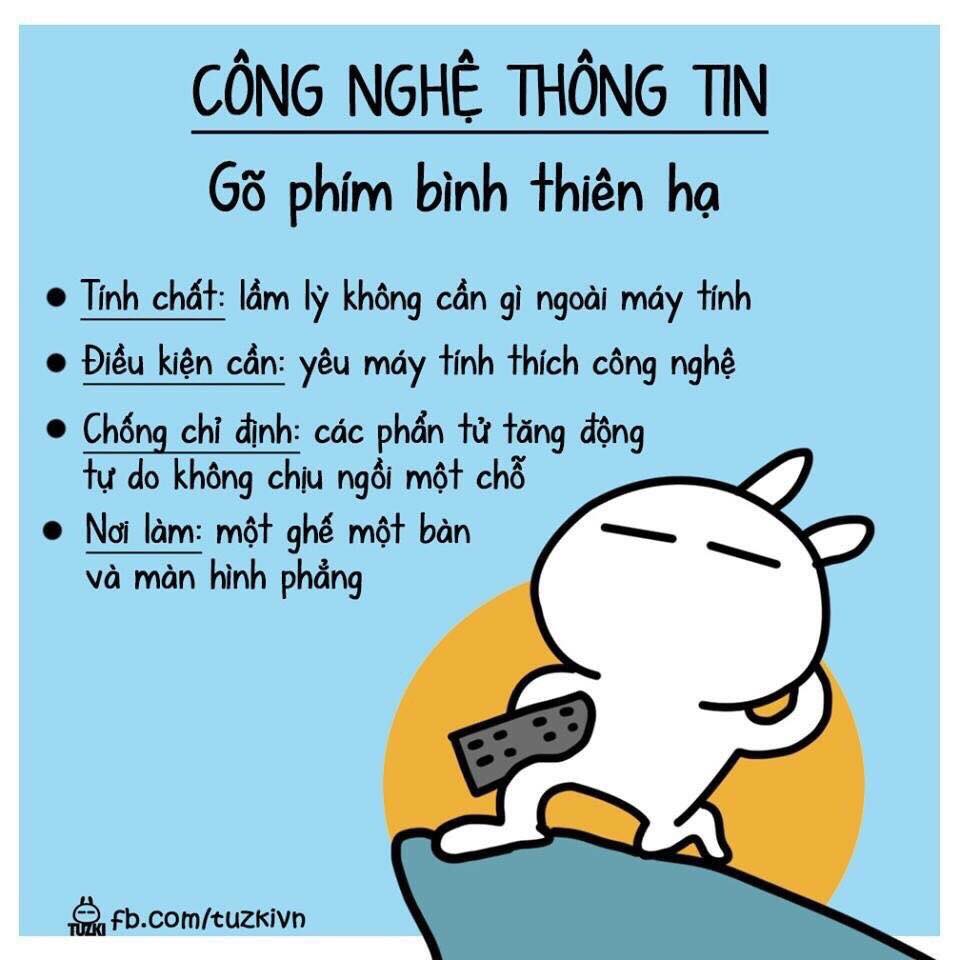 CÔNG NGHỆ THÔNG TIN
Gõ phím bình thiên hạ
• Tính chất: lầm lỳ không cần gì ngoài máy tính
• Điều kiện cần: yêu máy tính thích công nghệ
• Chống chỉ định: các phẩn tử tăng động
tự do không chịu ngồi một chỗ
• Nơi làm: một ghế một bàn
và màn hình phẳng
TUZKI fb.com/tuzkivn